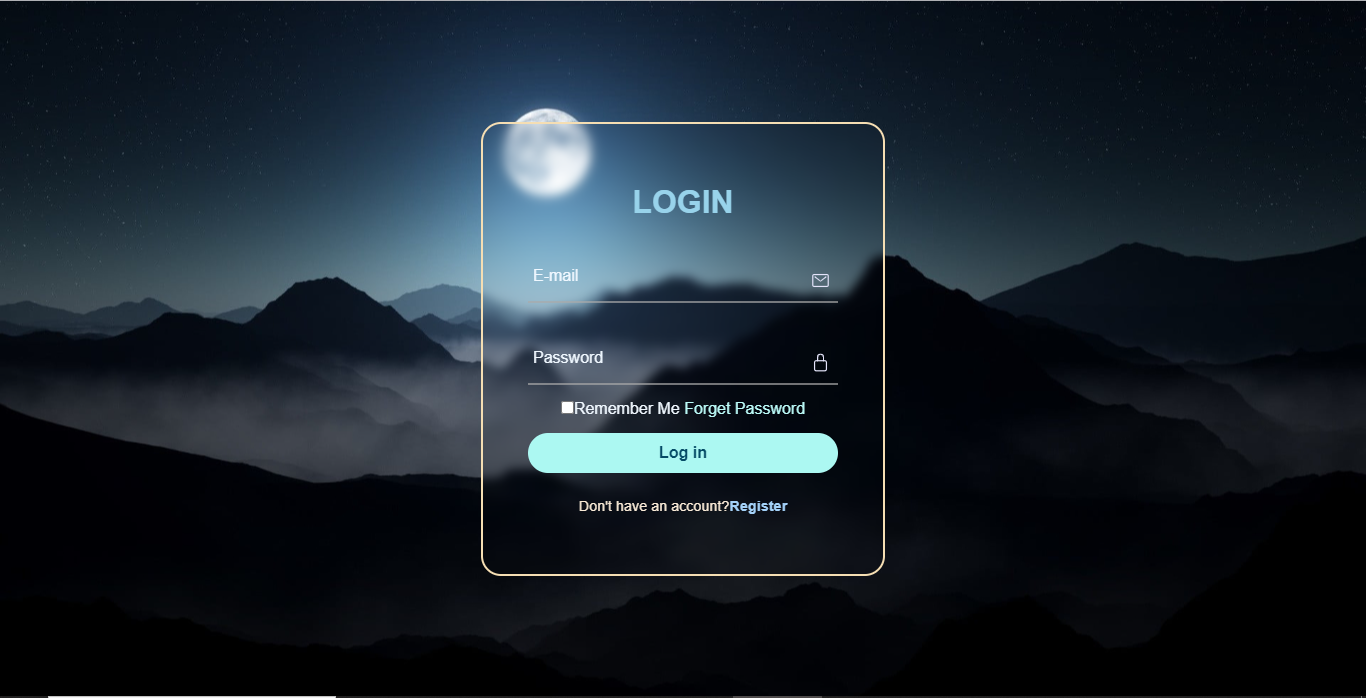 LOGIN
E-mail
Password
Remember Me Forget Password
Log in
Don't have an account?Register